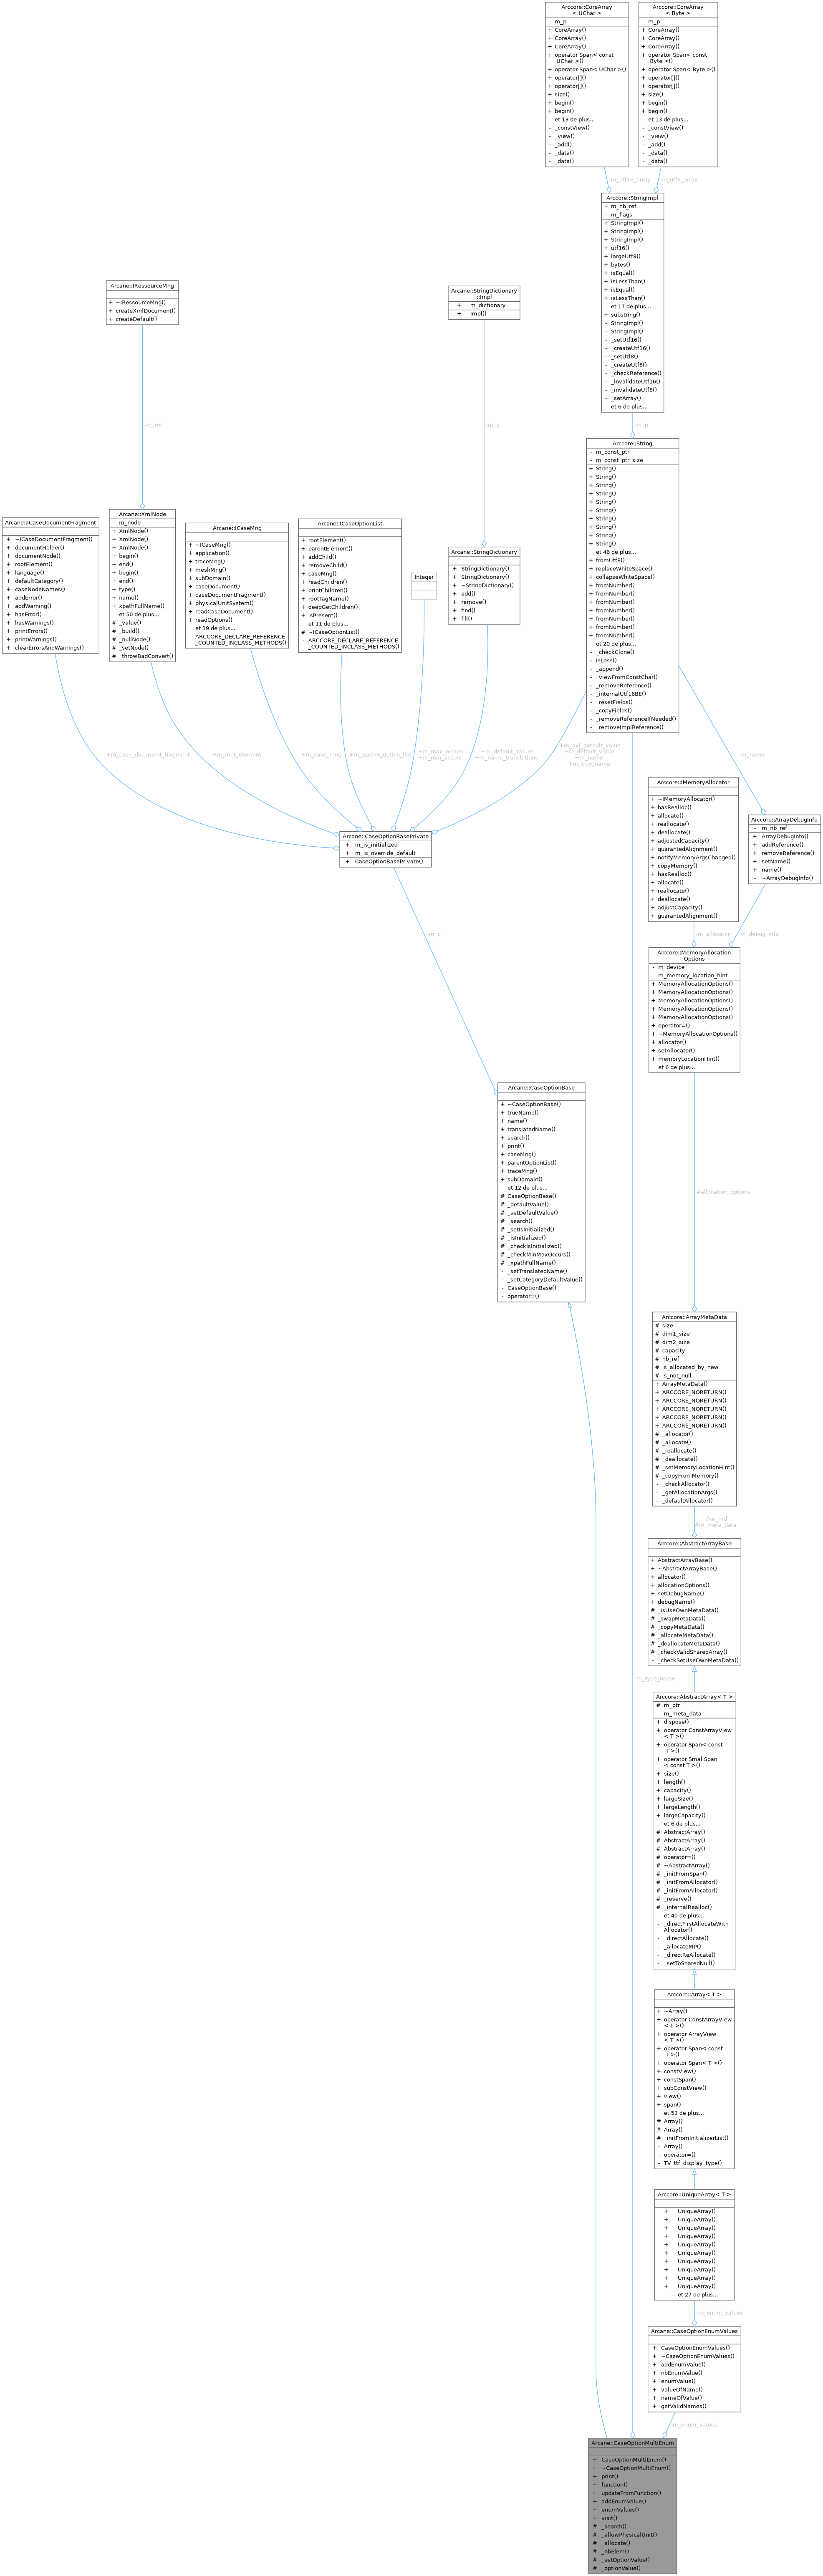 Arccore::CoreArray
< UChar >
- m_p
+ CoreArray()
+ CoreArray()
+ CoreArray()
+ operator Span< const
UChar >()
+ operator Span< UChar >()
+ operator[]()
+ operator[]()
+ size()
+ begin()
+ begin()
et 13 de plus...
- _constView()
- _view()
- _add()
- _data()
- _data()
Arccore::CoreArray
< Byte >
- m_p
+ CoreArray()
+ CoreArray()
+ CoreArray()
+ operator Span< const
Byte >()
+ operator Span< Byte >()
+ operator[]()
+ operator[]()
+ size()
+ begin()
+ begin()
et 13 de plus...
- _constView()
- _view()
- _add()
- _data()
- _data()
-m_utf16_array
-m_utf8_array
Arccore::StringImpl
- m_nb_ref
- m_flags
+ StringImpl()
+ StringImpl()
+ StringImpl()
+ utf16()
+ largeUtf8()
+ bytes()
+ isEqual()
+ isLessThan()
+ isEqual()
+ isLessThan()
et 17 de plus...
+ substring()
- StringImpl()
- StringImpl()
- _setUtf16()
- _createUtf16()
- _setUtf8()
- _createUtf8()
- _checkReference()
- _invalidateUtf16()
- _invalidateUtf8()
- _setArray()
et 6 de plus...
Arcane::IRessourceMng
+ ~IRessourceMng()
+ createXmlDocument()
+ createDefault()
Arcane::StringDictionary
::Impl
+ m_dictionary
+ Impl()
-m_rm
-m_p
-m_p
Arccore::String
- m_const_ptr
- m_const_ptr_size
+ String()
+ String()
+ String()
+ String()
+ String()
+ String()
+ String()
+ String()
+ String()
+ String()
et 46 de plus...
+ fromUtf8()
+ replaceWhiteSpace()
+ collapseWhiteSpace()
+ fromNumber()
+ fromNumber()
+ fromNumber()
+ fromNumber()
+ fromNumber()
+ fromNumber()
+ fromNumber()
et 20 de plus...
- _checkClone()
- isLess()
- _append()
- _viewFromConstChar()
- _removeReference()
- _internalUtf16BE()
- _resetFields()
- _copyFields()
- _removeReferenceIfNeeded()
- _removeImplReference()
Arcane::ICaseDocumentFragment
+ ~ICaseDocumentFragment()
+ documentHolder()
+ documentNode()
+ rootElement()
+ language()
+ defaultCategory()
+ caseNodeNames()
+ addError()
+ addWarning()
+ hasError()
+ hasWarnings()
+ printErrors()
+ printWarnings()
+ clearErrorsAndWarnings()
Arcane::XmlNode
- m_node
+ XmlNode()
+ XmlNode()
+ XmlNode()
+ begin()
+ end()
+ begin()
+ end()
+ type()
+ name()
+ xpathFullName()
et 50 de plus...
# _value()
# _build()
# _nullNode()
# _setNode()
# _throwBadConvert()
Arcane::ICaseMng
+ ~ICaseMng()
+ application()
+ traceMng()
+ meshMng()
+ subDomain()
+ caseDocument()
+ caseDocumentFragment()
+ physicalUnitSystem()
+ readCaseDocument()
+ readOptions()
et 19 de plus...
- ARCCORE_DECLARE_REFERENCE
_COUNTED_INCLASS_METHODS()
Arcane::ICaseOptionList
+ rootElement()
+ parentElement()
+ addChild()
+ removeChild()
+ caseMng()
+ readChildren()
+ printChildren()
+ rootTagName()
+ deepGetChildren()
+ isPresent()
et 11 de plus...
# ~ICaseOptionList()
- ARCCORE_DECLARE_REFERENCE
_COUNTED_INCLASS_METHODS()
Integer
Arcane::StringDictionary
+ StringDictionary()
+ StringDictionary()
+ ~StringDictionary()
+ add()
+ remove()
+ find()
+ fill()
+m_case_document_fragment
+m_root_element
+m_case_mng
+m_parent_option_list
+m_max_occurs
+m_min_occurs
+m_default_values
+m_name_translations
+m_axl_default_value
+m_default_value
+m_name
+m_true_name
-m_name
Arcane::CaseOptionBasePrivate
+ m_is_initialized
+ m_is_override_default
+ CaseOptionBasePrivate()
Arccore::IMemoryAllocator
+ ~IMemoryAllocator()
+ hasRealloc()
+ allocate()
+ reallocate()
+ deallocate()
+ adjustedCapacity()
+ guarantedAlignment()
+ notifyMemoryArgsChanged()
+ copyMemory()
+ hasRealloc()
+ allocate()
+ reallocate()
+ deallocate()
+ adjustCapacity()
+ guarantedAlignment()
Arccore::ArrayDebugInfo
- m_nb_ref
+ ArrayDebugInfo()
+ addReference()
+ removeReference()
+ setName()
+ name()
- ~ArrayDebugInfo()
-m_p
-m_allocator
-m_debug_info
Arccore::MemoryAllocation
Options
- m_device
- m_memory_location_hint
+ MemoryAllocationOptions()
+ MemoryAllocationOptions()
+ MemoryAllocationOptions()
+ MemoryAllocationOptions()
+ MemoryAllocationOptions()
+ operator=()
+ ~MemoryAllocationOptions()
+ allocator()
+ setAllocator()
+ memoryLocationHint()
et 6 de plus...
Arcane::CaseOptionBase
+ ~CaseOptionBase()
+ trueName()
+ name()
+ translatedName()
+ search()
+ print()
+ caseMng()
+ parentOptionList()
+ traceMng()
+ subDomain()
et 12 de plus...
# CaseOptionBase()
# _defaultValue()
# _setDefaultValue()
# _search()
# _setIsInitialized()
# _isInitialized()
# _checkIsInitialized()
# _checkMinMaxOccurs()
# _xpathFullName()
- _setTranslatedName()
- _setCategoryDefaultValue()
- CaseOptionBase()
- operator=()
#allocation_options
Arccore::ArrayMetaData
# size
# dim1_size
# dim2_size
# capacity
# nb_ref
# is_allocated_by_new
# is_not_null
+ ArrayMetaData()
+ ARCCORE_NORETURN()
+ ARCCORE_NORETURN()
+ ARCCORE_NORETURN()
+ ARCCORE_NORETURN()
+ ARCCORE_NORETURN()
# _allocator()
# _allocate()
# _reallocate()
# _deallocate()
# _setMemoryLocationHint()
# _copyFromMemory()
- _checkAllocator()
- _getAllocationArgs()
- _defaultAllocator()
#m_md
#m_meta_data
Arccore::AbstractArrayBase
+ AbstractArrayBase()
+ ~AbstractArrayBase()
+ allocator()
+ allocationOptions()
+ setDebugName()
+ debugName()
# _isUseOwnMetaData()
# _swapMetaData()
# _copyMetaData()
# _allocateMetaData()
# _deallocateMetaData()
# _checkValidSharedArray()
- _checkSetUseOwnMetaData()
-m_type_name
Arccore::AbstractArray< T >
# m_ptr
- m_meta_data
+ dispose()
+ operator ConstArrayView
< T >()
+ operator Span< const
T >()
+ operator SmallSpan
< const T >()
+ size()
+ length()
+ capacity()
+ largeSize()
+ largeLength()
+ largeCapacity()
et 6 de plus...
# AbstractArray()
# AbstractArray()
# AbstractArray()
# operator=()
# ~AbstractArray()
# _initFromSpan()
# _initFromAllocator()
# _initFromAllocator()
# _reserve()
# _internalRealloc()
et 40 de plus...
- _directFirstAllocateWith
Allocator()
- _directAllocate()
- _allocateMP()
- _directReAllocate()
- _setToSharedNull()
Arccore::Array< T >
+ ~Array()
+ operator ConstArrayView
< T >()
+ operator ArrayView
< T >()
+ operator Span< const
T >()
+ operator Span< T >()
+ constView()
+ constSpan()
+ subConstView()
+ view()
+ span()
et 53 de plus...
# Array()
# Array()
# _initFromInitializerList()
- Array()
- operator=()
- TV_ttf_display_type()
Arccore::UniqueArray< T >
+ UniqueArray()
+ UniqueArray()
+ UniqueArray()
+ UniqueArray()
+ UniqueArray()
+ UniqueArray()
+ UniqueArray()
+ UniqueArray()
+ UniqueArray()
+ UniqueArray()
et 27 de plus...
-m_enum_values
Arcane::CaseOptionEnumValues
+ CaseOptionEnumValues()
+ ~CaseOptionEnumValues()
+ addEnumValue()
+ nbEnumValue()
+ enumValue()
+ valueOfName()
+ nameOfValue()
+ getValidNames()
-m_enum_values
Arcane::CaseOptionMultiEnum
+ CaseOptionMultiEnum()
+ ~CaseOptionMultiEnum()
+ print()
+ function()
+ updateFromFunction()
+ addEnumValue()
+ enumValues()
+ visit()
# _search()
# _allowPhysicalUnit()
# _allocate()
# _nbElem()
# _setOptionValue()
# _optionValue()